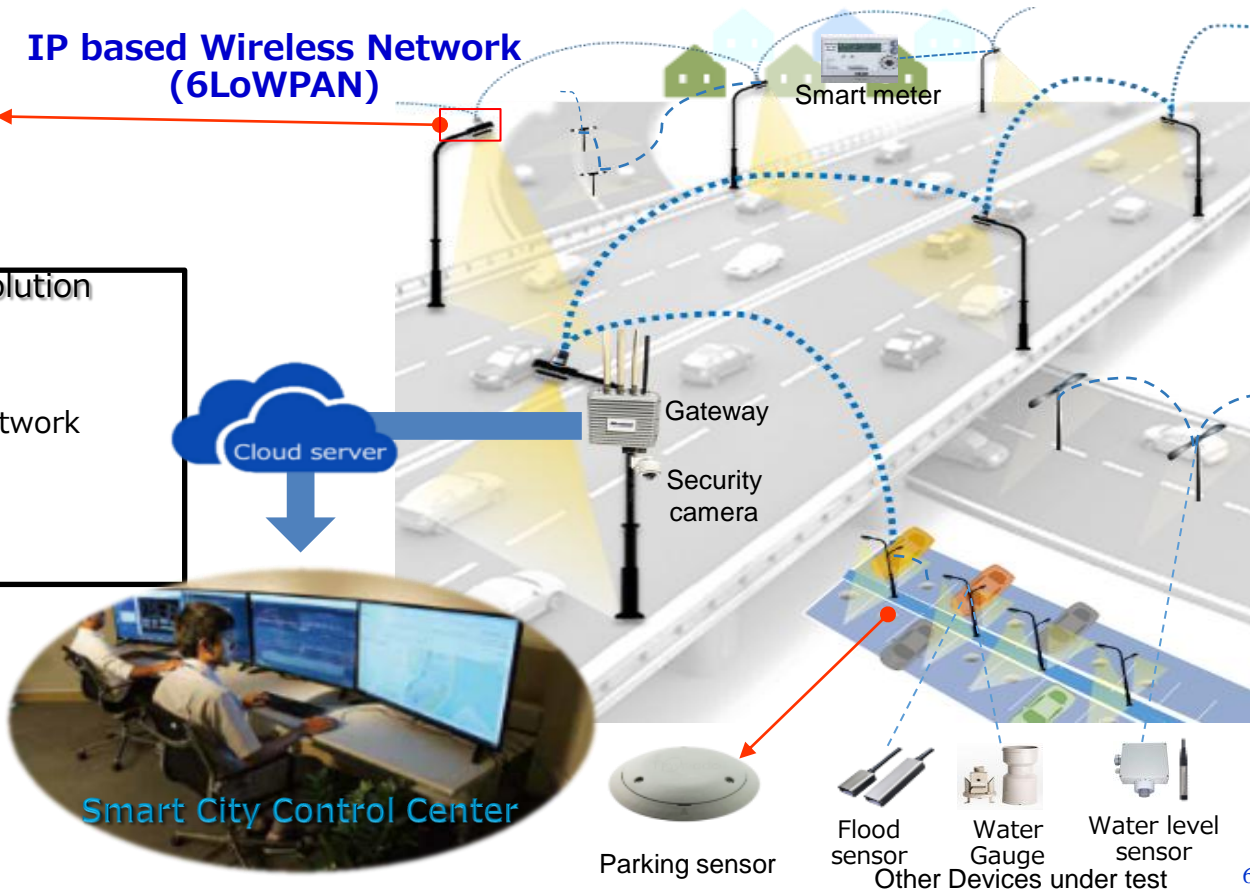 IP based Wireless Network
(6LoWPAN)
Smart meter
olution
twork
Cloud server
Gateway
Security
camera
Smart City Control Center
Parking sensor
Flood
sensor
Water
Gauge
Water level
sensor
Other Devices under test
6